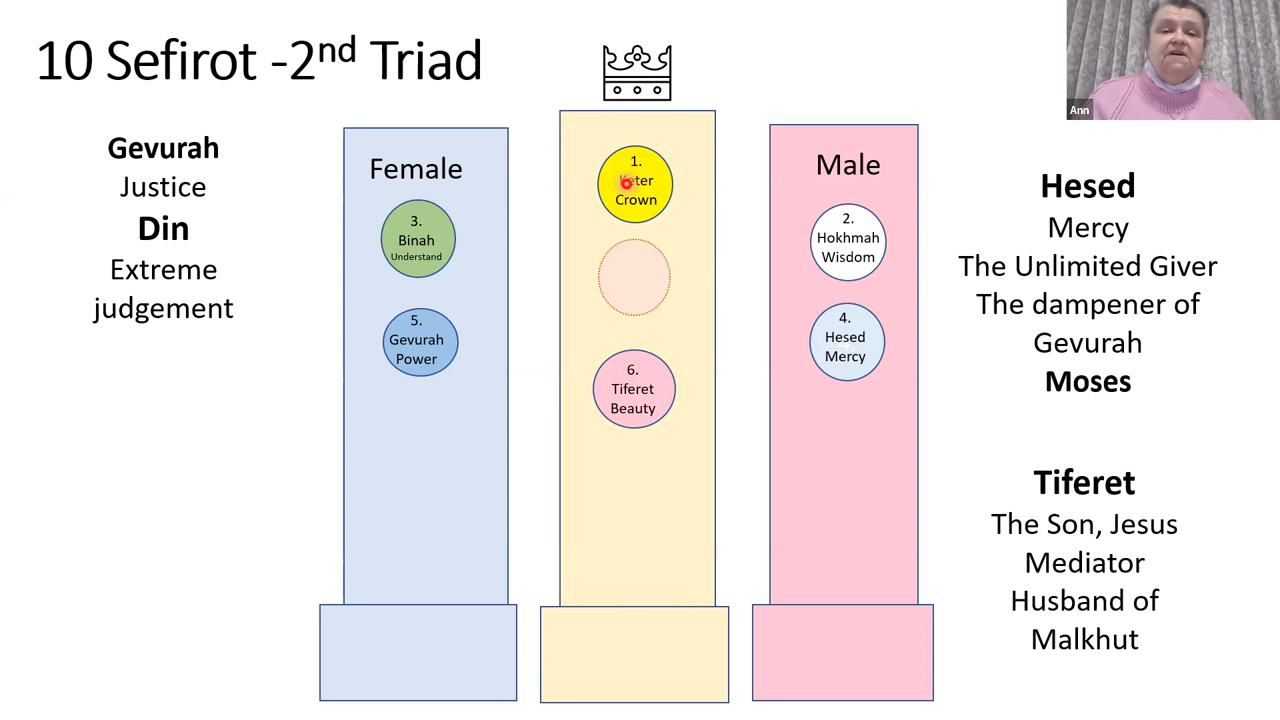 10 Sefirot -2nd Triad
Gevurah
Justice
Din
Extreme
judgement
Female
3.
Binah
Understand
5.
Gevurah
Power
1.
Keter
Crown
6.
Tiferet
Beauty
Male
2.
Hokhmah
Wisdom
4.
Hesed
Mercy
Ann
Hesed
Mercy
The Unlimited Giver
The dampener of
Gevurah
Moses
Tiferet
The Son, Jesus
Mediator
Husband of
Malkhut